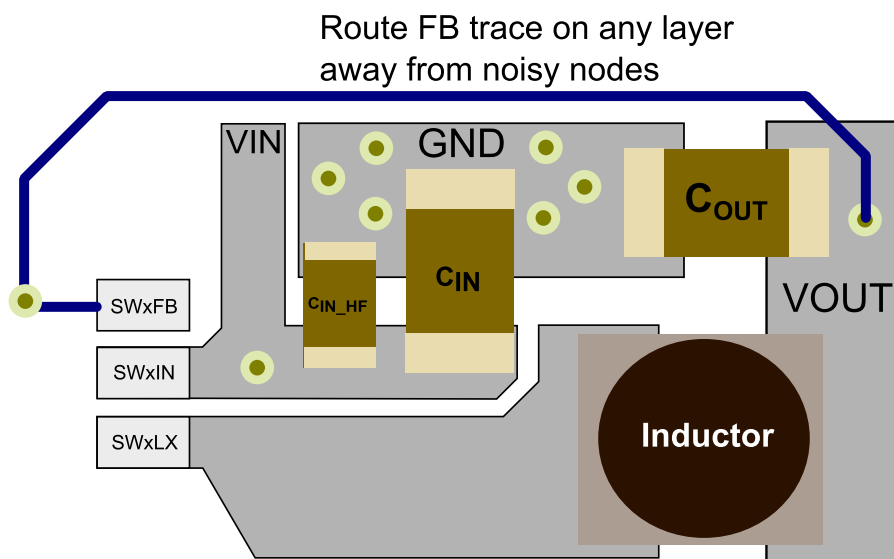 Route FB trace on any layer
away from noisy nodes
VIN
GND
COUT
CIN
CIN_HF
SWxFB
VOUT
SWxIN
SWxLX
Inductor